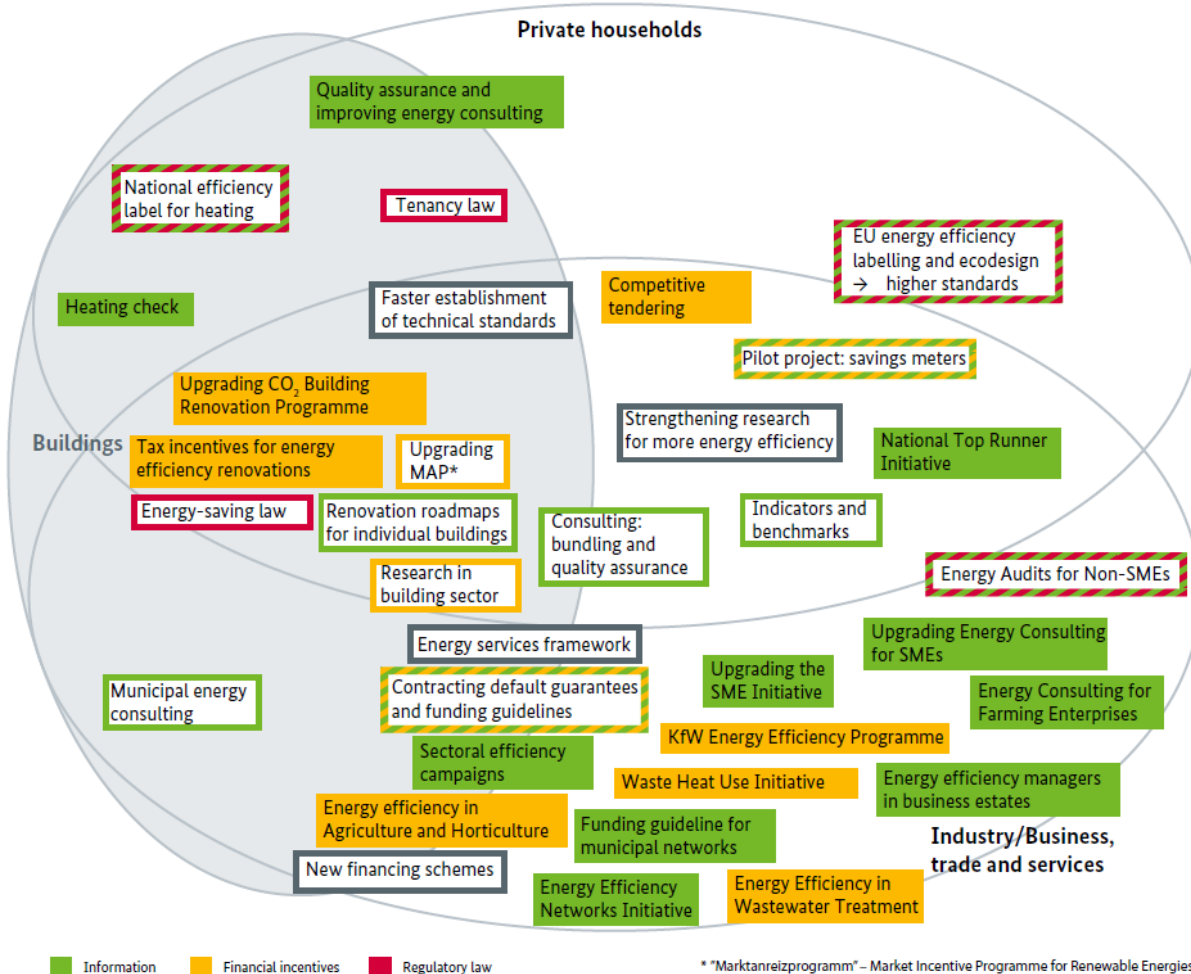 Private households
Quality assurance and
improving energy consulting
National efficiency
label for heating
Tenancy law
EU energy efficiency
labelling and ecodesign
→ higher standards
Heating check
Faster establishment
of technical standards
Competitive
tendering
Pilot project: savings meters
Upgrading CO₂ Building
Renovation Programme
Strengthening research
for more energy efficiency
National Top Runner
Initiative
Buildings
Tax incentives for energy
efficiency renovations
Upgrading
MAP*
Energy-saving law
Renovation roadmaps
for individual buildings
Consulting:
bundling and
quality assurance
Indicators and
benchmarks
Research in
building sector
Energy Audits for Non-SMEs
Energy services framework
Upgrading Energy Consulting
for SMEs
Upgrading the
SME Initiative
Municipal energy
consulting
Contracting default guarantees
and funding guidelines
Energy Consulting for
Farming Enterprises
KfW Energy Efficiency Programme
Sectoral efficiency
campaigns
Waste Heat Use Initiative
Energy efficiency managers
in business estates
Energy efficiency in
Agriculture and Horticulture
Funding guideline for
municipal networks
Industry/Business,
trade and services
New financing schemes
Energy Efficiency
Networks Initiative
Energy Efficiency in
Wastewater Treatment
Information
Financial incentives
Regulatory law
* "Marktanreizprogramm" – Market Incentive Programme for Renewable Energies